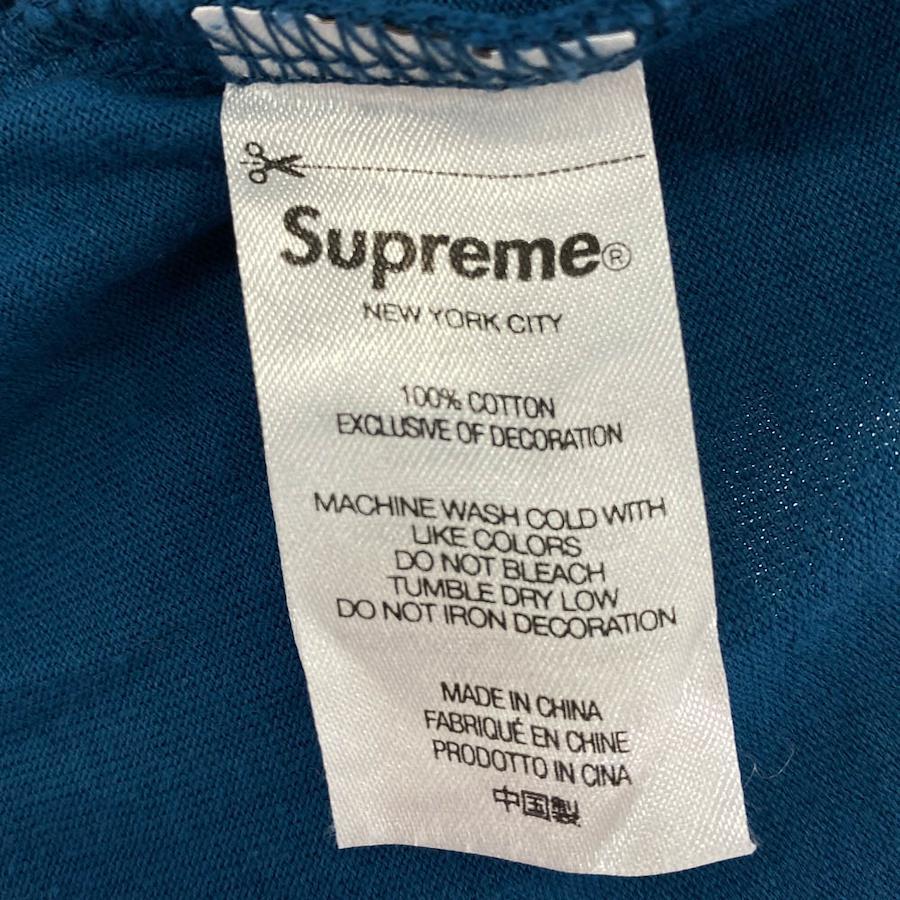 Supreme®
NEW YORK CITY
100% COTTON
EXCLUSIVE OF DECORATION
MACHINE WASH COLD WITH
LIKE COLORS
DO NOT BLEACH
TUMBLE DRY LOW
DO NOT IRON DECORATION
MADE IN CHINA
FABRIQUÉ EN CHINE
PRODOTTO IN CINA
中国製